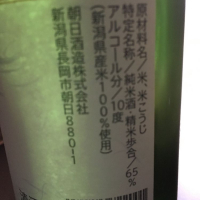 原材料名/米、米こうじ
特定名称/純米酒・精米歩合/65%
アルコール分/10度
(新潟県産米100%使用)
朝日酒造株式会社
新潟県長岡市朝日880-1